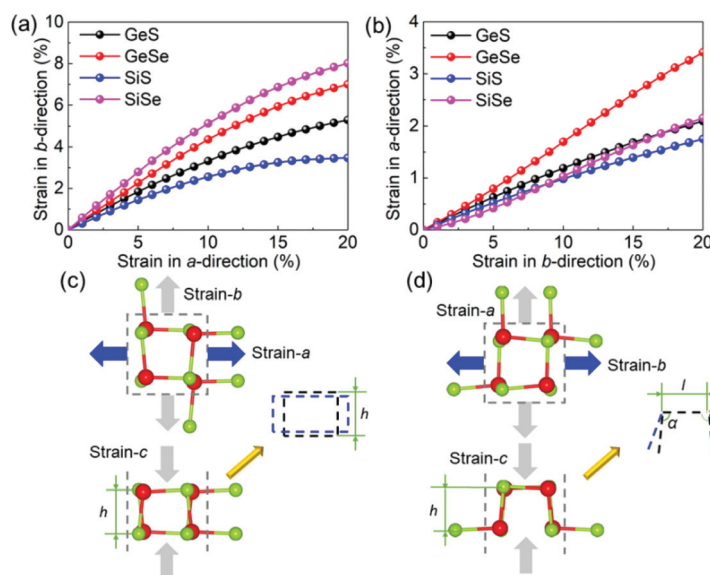 (a)
10
8
6
4
2
0
GeS
GeSe
SiS
SiSe
Strain in b-direction (%)
0 5 10 15 20
Strain in a-direction (%)
(b)
4
3
2
1
0
GeS
GeSe
SiS
SiSe
Strain in a-direction (%)
0 5 10 15 20
Strain in b-direction (%)
(c)
Strain-b
Strain-a
h
Strain-c
h
(d)
Strain-a
Strain-b
l
α
Strain-c
h